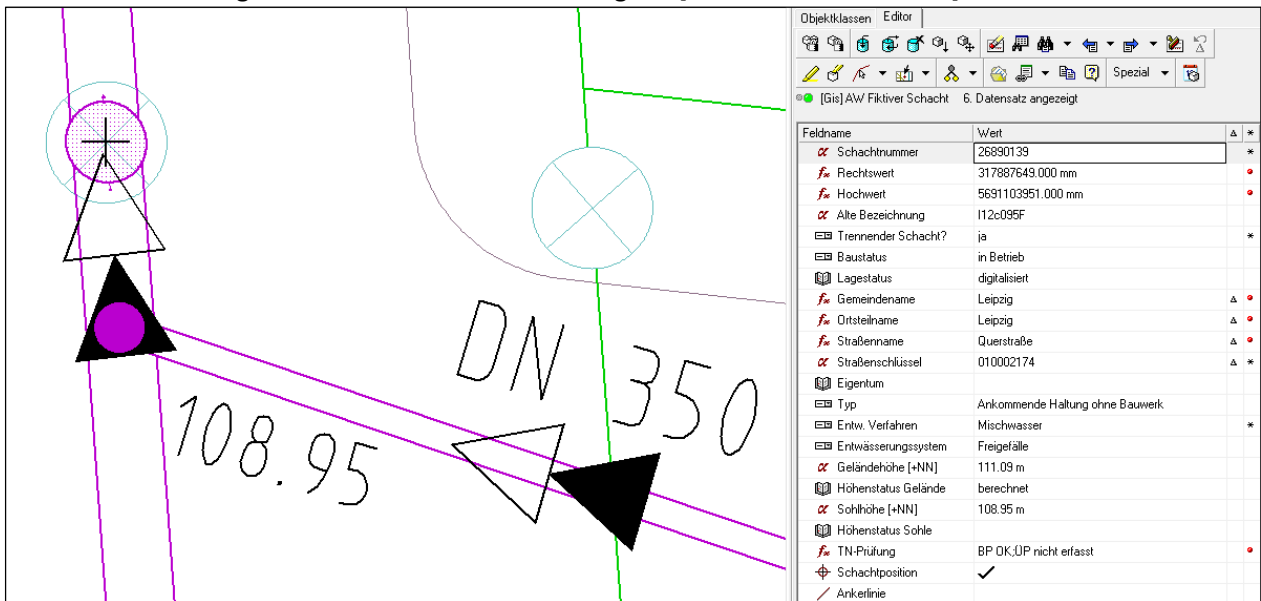 DN 350
108.95
Objektklassen Editor
Spezial
[Gis] AW Fiktiver Schacht 6. Datensatz angezeigt
Feldname Wert Δ *
Schachtnummer 26890139 *
Rechtswert 317887649.000 mm
Hochwert 5691103951.000 mm
Alte Bezeichnung I12c095F
Trennender Schacht? ja *
Baustatus in Betrieb
Lagestatus digitalisiert
Gemeindename Leipzig Δ
Ortsteilname Leipzig Δ
Straßenname Querstraße Δ
Straßenschlüssel 010002174 Δ *
Eigentum
Typ Ankommende Haltung ohne Bauwerk
Entw. Verfahren Mischwasser *
Entwässerungssystem Freigefälle
Geländehöhe [+NN] 111.09 m
Höhenstatus Gelände berechnet
Sohlhöhe [+NN] 108.95 m
Höhenstatus Sohle
TN-Prüfung BP OK;ÜP nicht erfasst
Schachtposition ✓
Ankerlinie